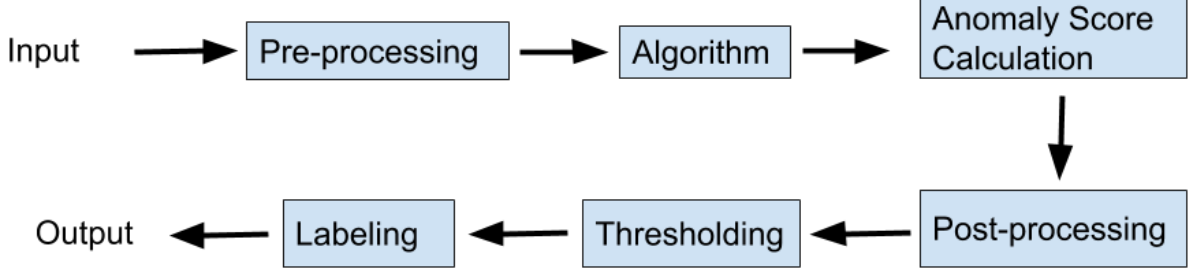 Input
Pre-processing
Algorithm
Anomaly Score
Calculation
Post-processing
Thresholding
Labeling
Output